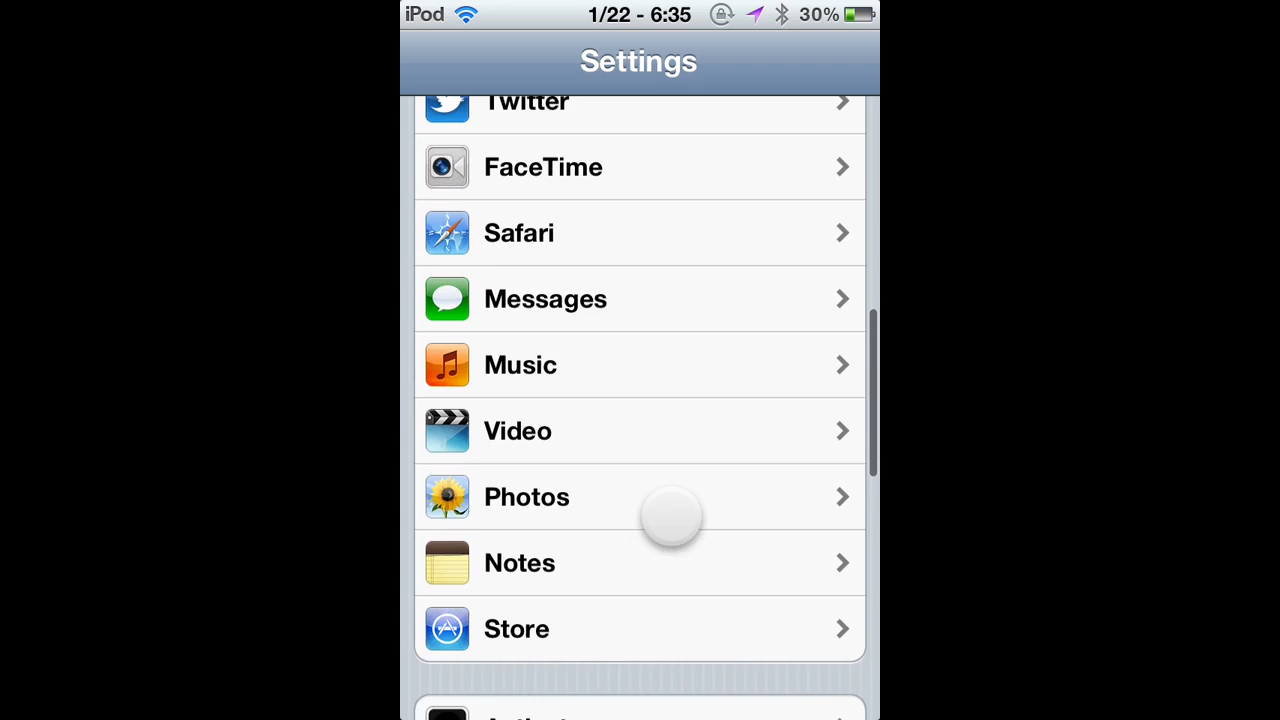 iPod 1/22 - 6:35 30%
Settings
Twitter
FaceTime
Safari
Messages
Music
Video
Photos
Notes
Store